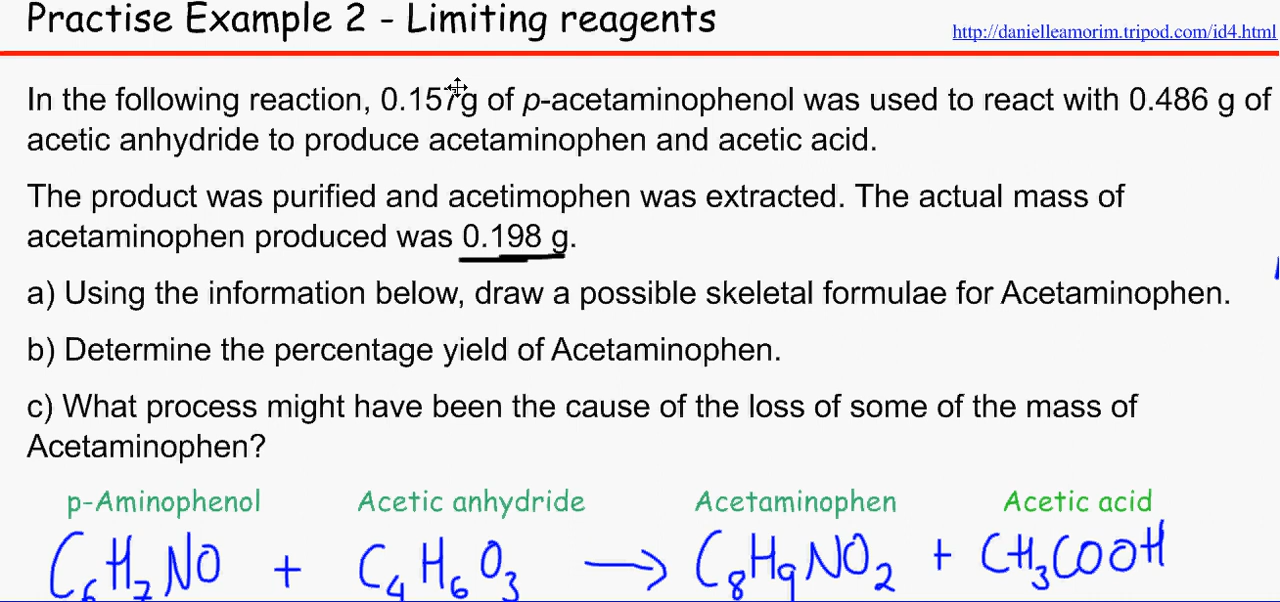 Practise Example 2 - Limiting reagents
http://danielleamorim.tripod.com/id4.html
In the following reaction, 0.157g of p-acetaminophenol was used to react with 0.486 g of
acetic anhydride to produce acetaminophen and acetic acid.
The product was purified and acetimophen was extracted. The actual mass of
acetaminophen produced was 0.198 g.
a) Using the information below, draw a possible skeletal formulae for Acetaminophen.
b) Determine the percentage yield of Acetaminophen.
c) What process might have been the cause of the loss of some of the mass of
Acetaminophen?
p-Aminophenol Acetic anhydride Acetaminophen Acetic acid
C₆H₇NO + C₄H₆O₃ → C₈H₉NO₂ + CH₃COOH